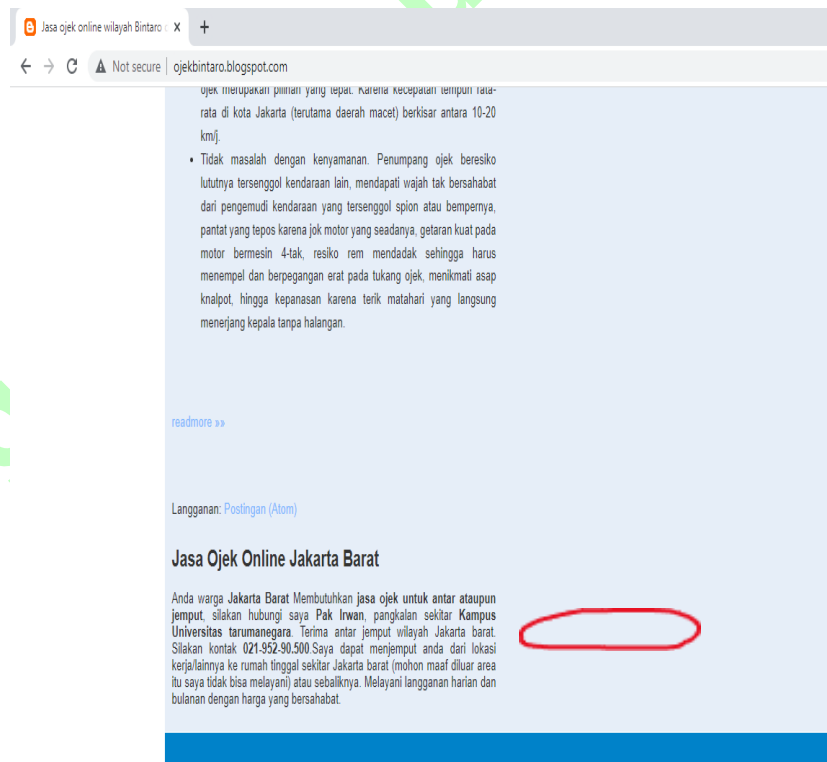 Jasa ojek online wilayah Bintaro
Not secure
ojekbintaro.blogspot.com
ojek merupakan pilihan yang tepat. Karena kecepatan tempuh rata-
rata di kota Jakarta (terutama daerah macet) berkisar antara 10-20
km/j.
• Tidak masalah dengan kenyamanan. Penumpang ojek beresiko
lututnya tersenggol kendaraan lain, mendapati wajah tak bersahabat
dari pengemudi kendaraan yang tersenggol spion atau bempernya,
pantat yang tepos karena jok motor yang seadanya, getaran kuat pada
motor bermesin 4-tak, resiko rem mendadak sehingga harus
menempel dan berpegangan erat pada tukang ojek, menikmati asap
knalpot, hingga kepanasan karena terik matahari yang langsung
menerjang kepala tanpa halangan.
readmore »»
Langganan: Postingan (Atom)
Jasa Ojek Online Jakarta Barat
Anda warga Jakarta Barat Membutuhkan jasa ojek untuk antar ataupun
jemput, silakan hubungi saya Pak Irwan, pangkalan sekitar Kampus
Universitas tarumanegara. Terima antar jemput wilayah Jakarta barat.
Silakan kontak 021-952-90.500.Saya dapat menjemput anda dari lokasi
kerja/lainnya ke rumah tinggal sekitar Jakarta barat (mohon maaf diluar area
itu saya tidak bisa melayani) atau sebaliknya. Melayani langganan harian dan
bulanan dengan harga yang bersahabat.